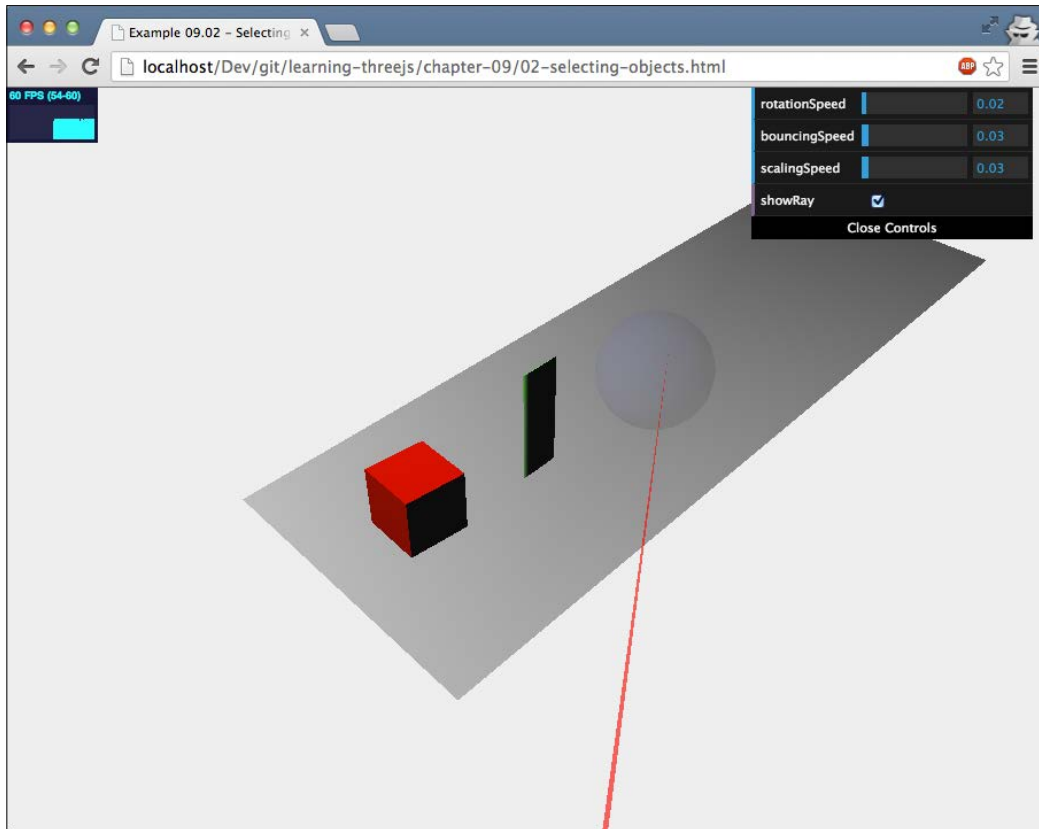 Example 09.02 – Selecting
localhost/Dev/git/learning-threejs/chapter-09/02-selecting-objects.html
ABP
60 FPS (54-60)
rotationSpeed 0.02
bouncingSpeed 0.03
scalingSpeed 0.03
showRay
Close Controls